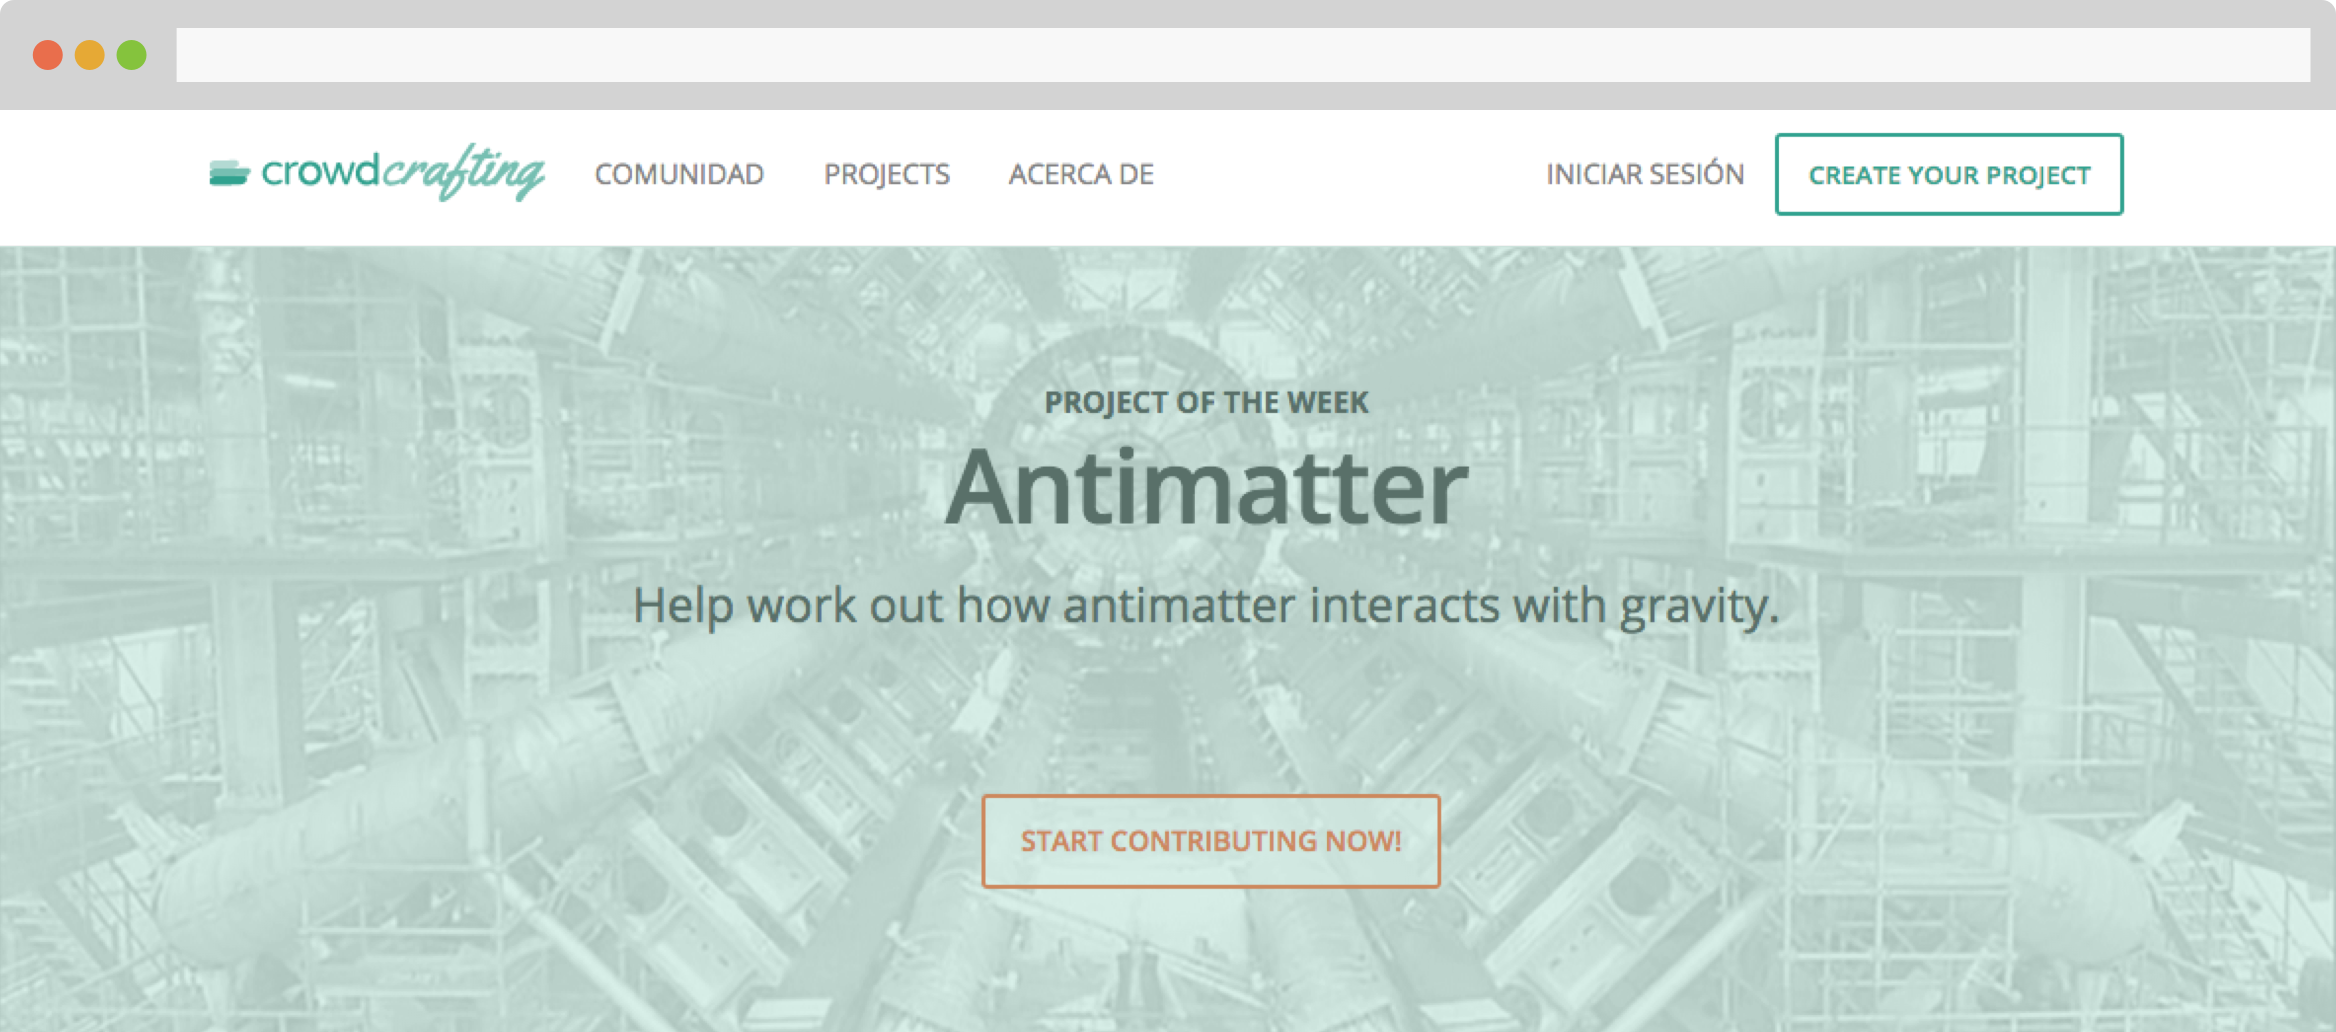 crowdcrafting COMUNIDAD PROJECTS ACERCA DE INICIAR SESIÓN CREATE YOUR PROJECT
PROJECT OF THE WEEK
Antimatter
Help work out how antimatter interacts with gravity.
START CONTRIBUTING NOW!